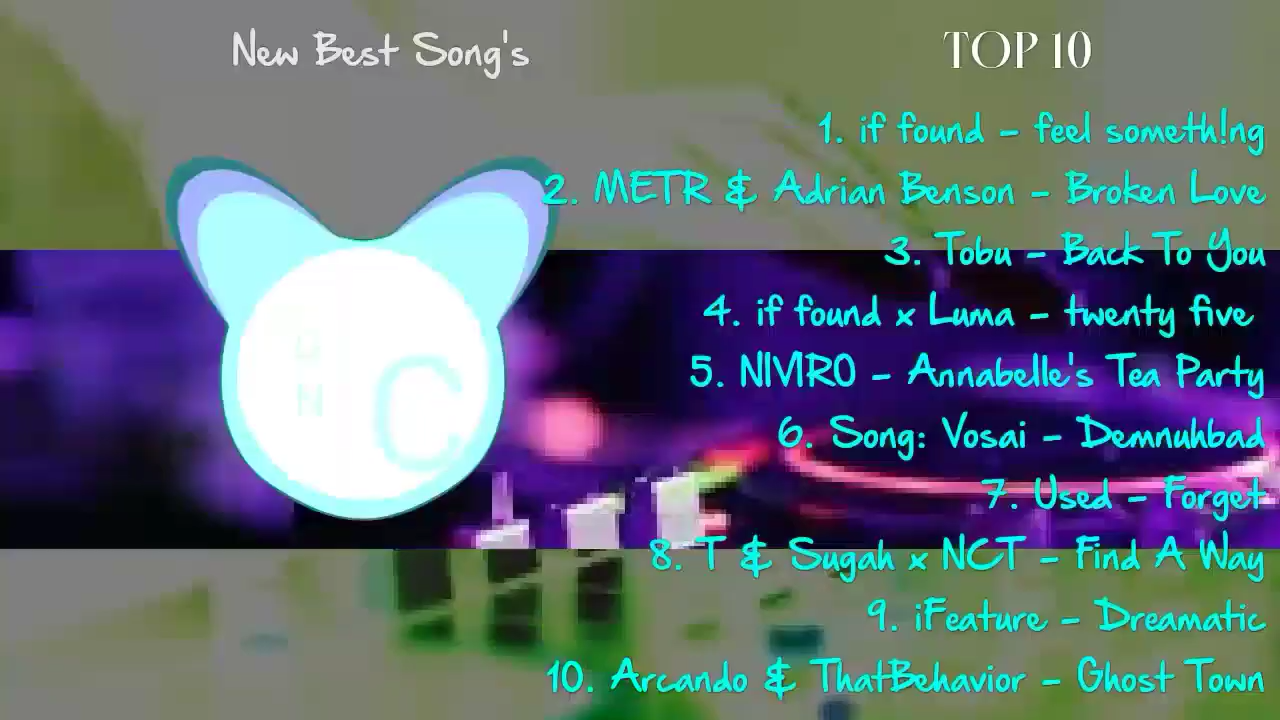 New Best Song's
TOP 10
1. if found - feel someth!ng
2. METR & Adrian Benson - Broken Love
3. Tobu - Back To You
4. if found x Luma - twenty five
5. NIVIRO - Annabelle's Tea Party
6. Song: Vosai - Demnuhbad
7. Used - Forget
8. T & Sugah x NCT - Find A Way
9. iFeature - Dreamatic
10. Arcando & ThatBehavior - Ghost Town
C
N